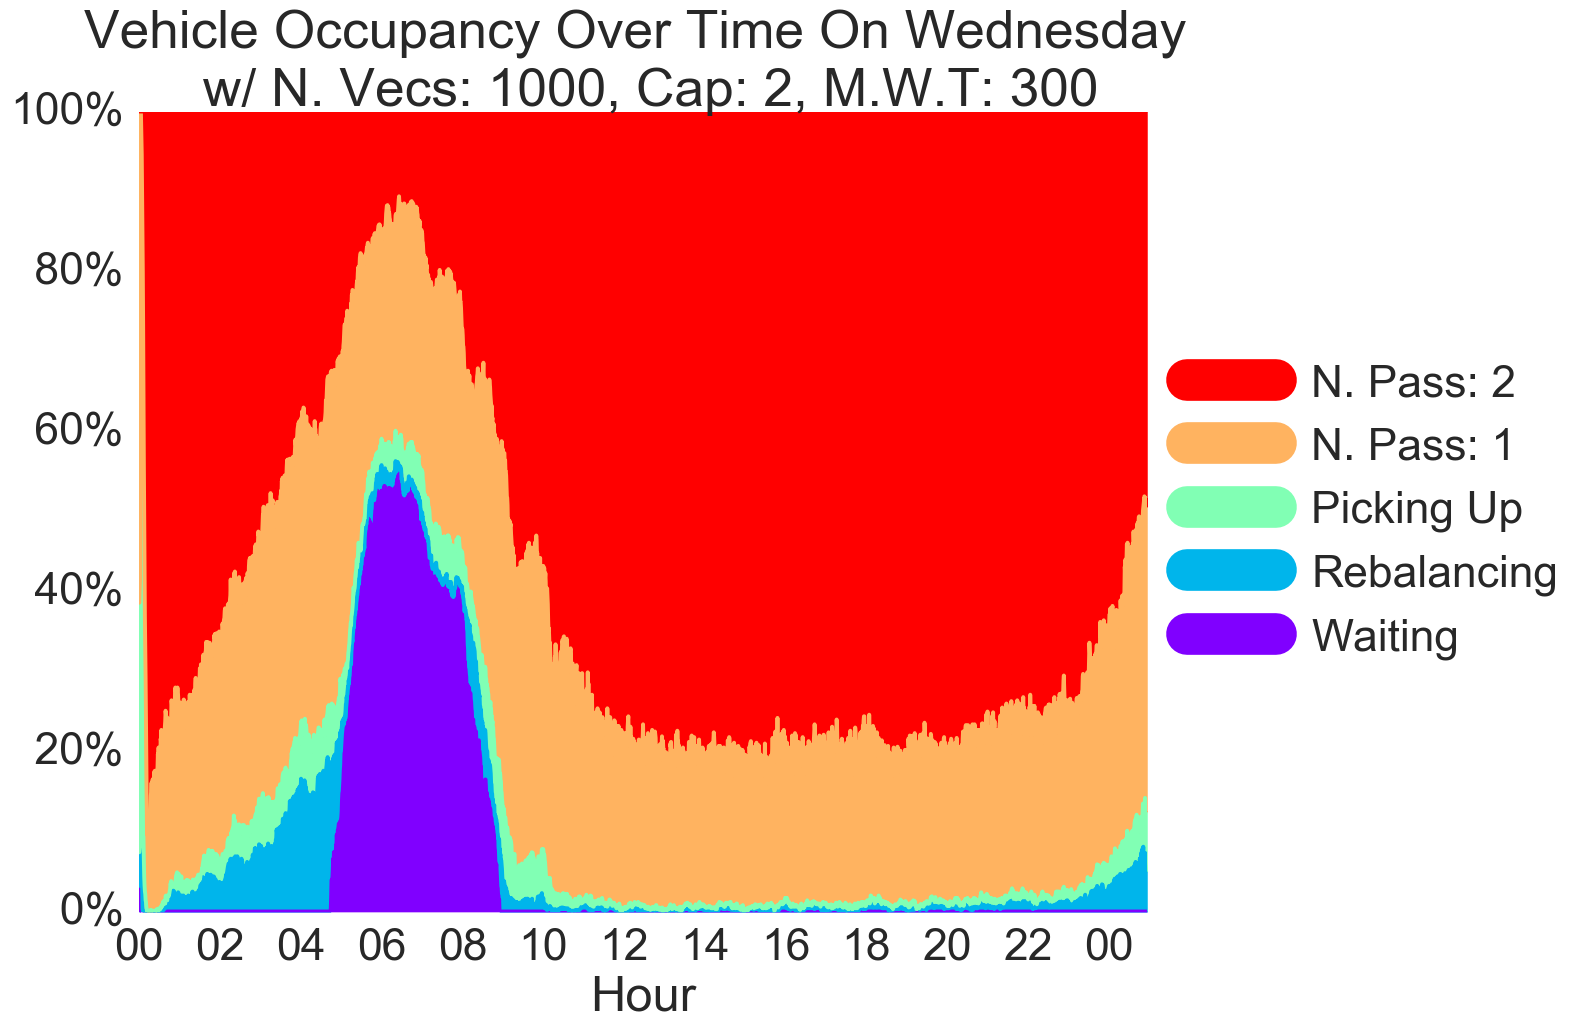 Vehicle Occupancy Over Time On Wednesday
w/ N. Vecs: 1000, Cap: 2, M.W.T: 300
100%
80%
60%
40%
20%
0%
00 02 04 06 08 10 12 14 16 18 20 22 00
Hour
N. Pass: 2
N. Pass: 1
Picking Up
Rebalancing
Waiting